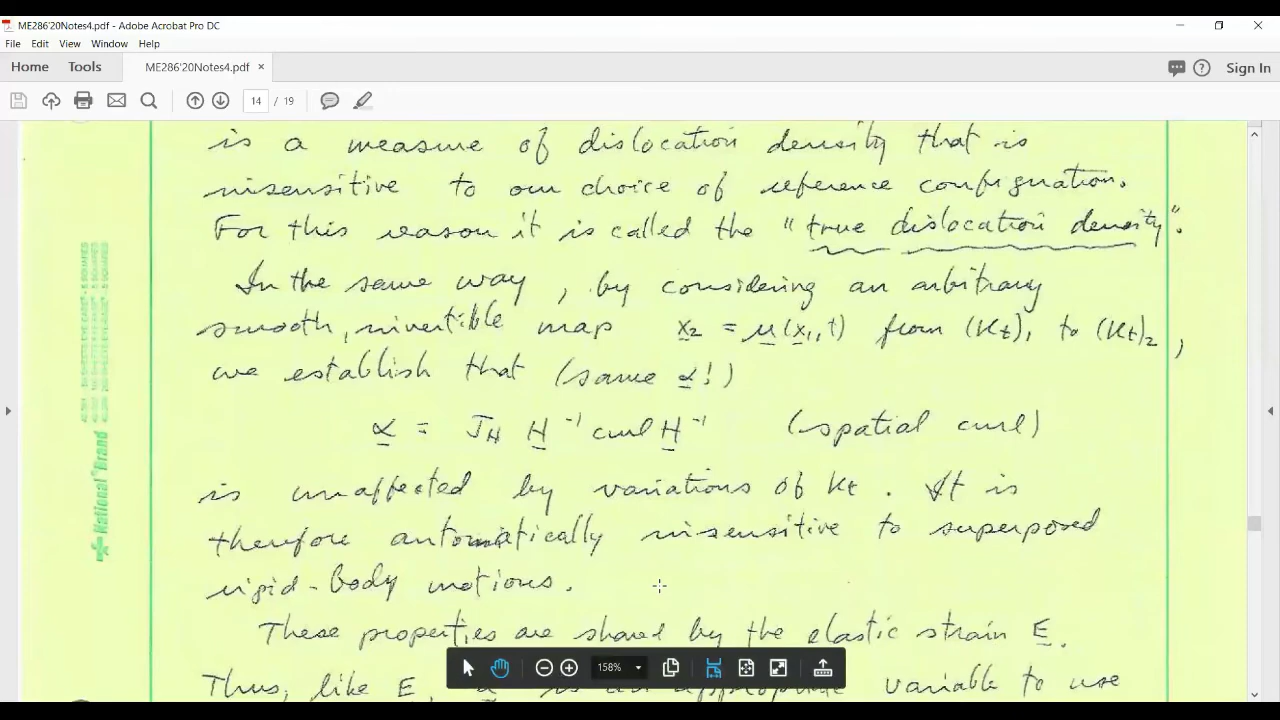 ME286'20Notes4.pdf - Adobe Acrobat Pro DC
File Edit View Window Help
Home Tools ME286'20Notes4.pdf × Sign In
14 / 19
is a measure of dislocation density that is
insensitive to our choice of reference configuration.
For this reason it is called the "true dislocation density".
In the same way, by considering an arbitrary
smooth, invertible map x₂ = μ(x₁, t) from (κt)₁ to (κt)₂,
we establish that (same α!)
α = J_H H⁻¹ curl H⁻¹ (spatial curl)
is unaffected by variations of κt. It is
therefore automatically insensitive to superposed
rigid-body motions.
These properties are shared by the elastic strain E.
Thus, like E, variable to use
National Brand
158%